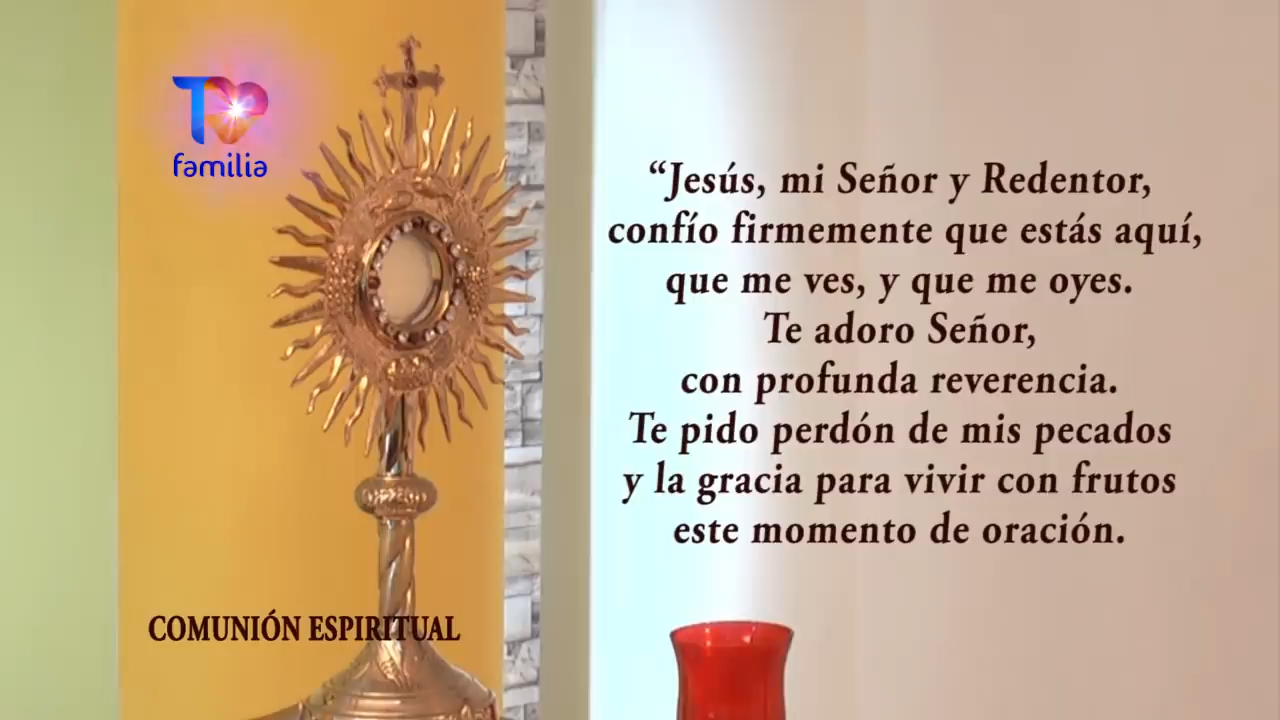 TV
familia
“Jesús, mi Señor y Redentor,
confío firmemente que estás aquí,
que me ves, y que me oyes.
Te adoro Señor,
con profunda reverencia.
Te pido perdón de mis pecados
y la gracia para vivir con frutos
este momento de oración.
COMUNIÓN ESPIRITUAL